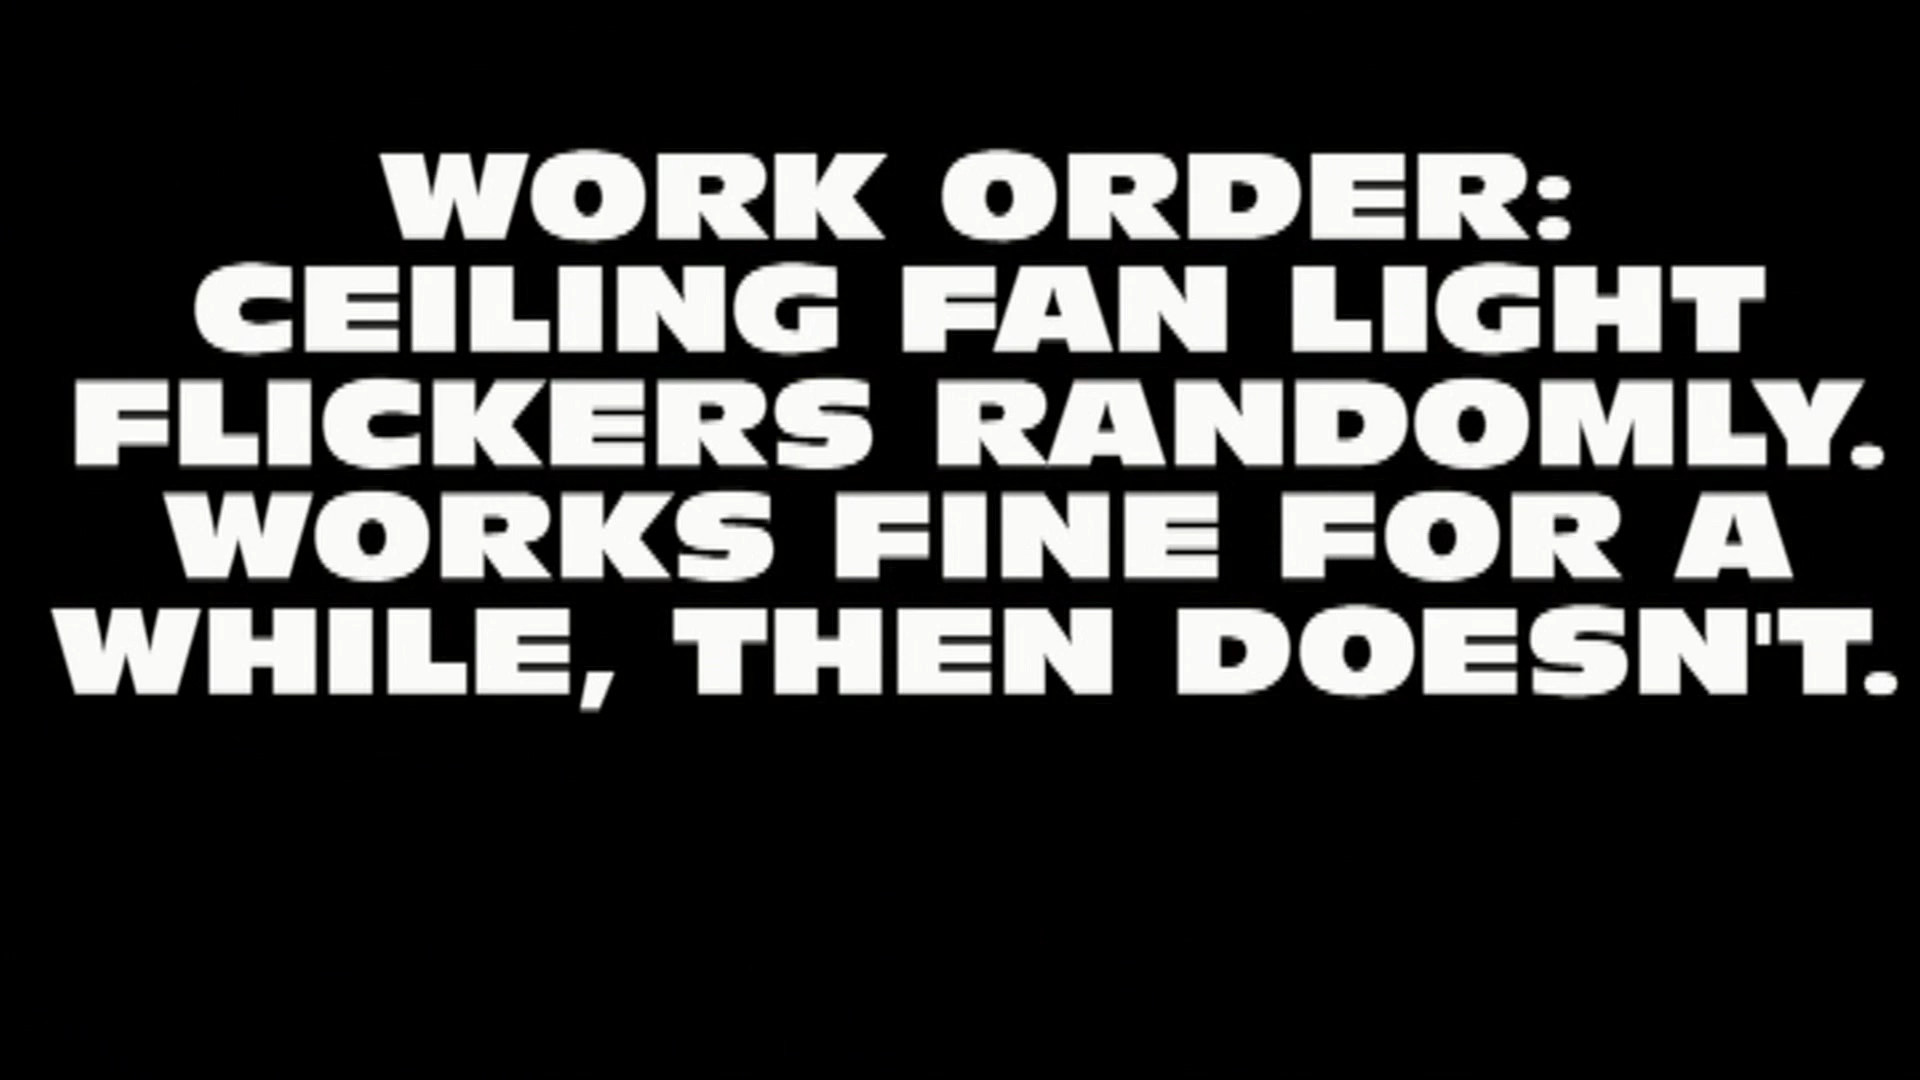 WORK ORDER:
CEILING FAN LIGHT
FLICKERS RANDOMLY.
WORKS FINE FOR A
WHILE, THEN DOESN'T.